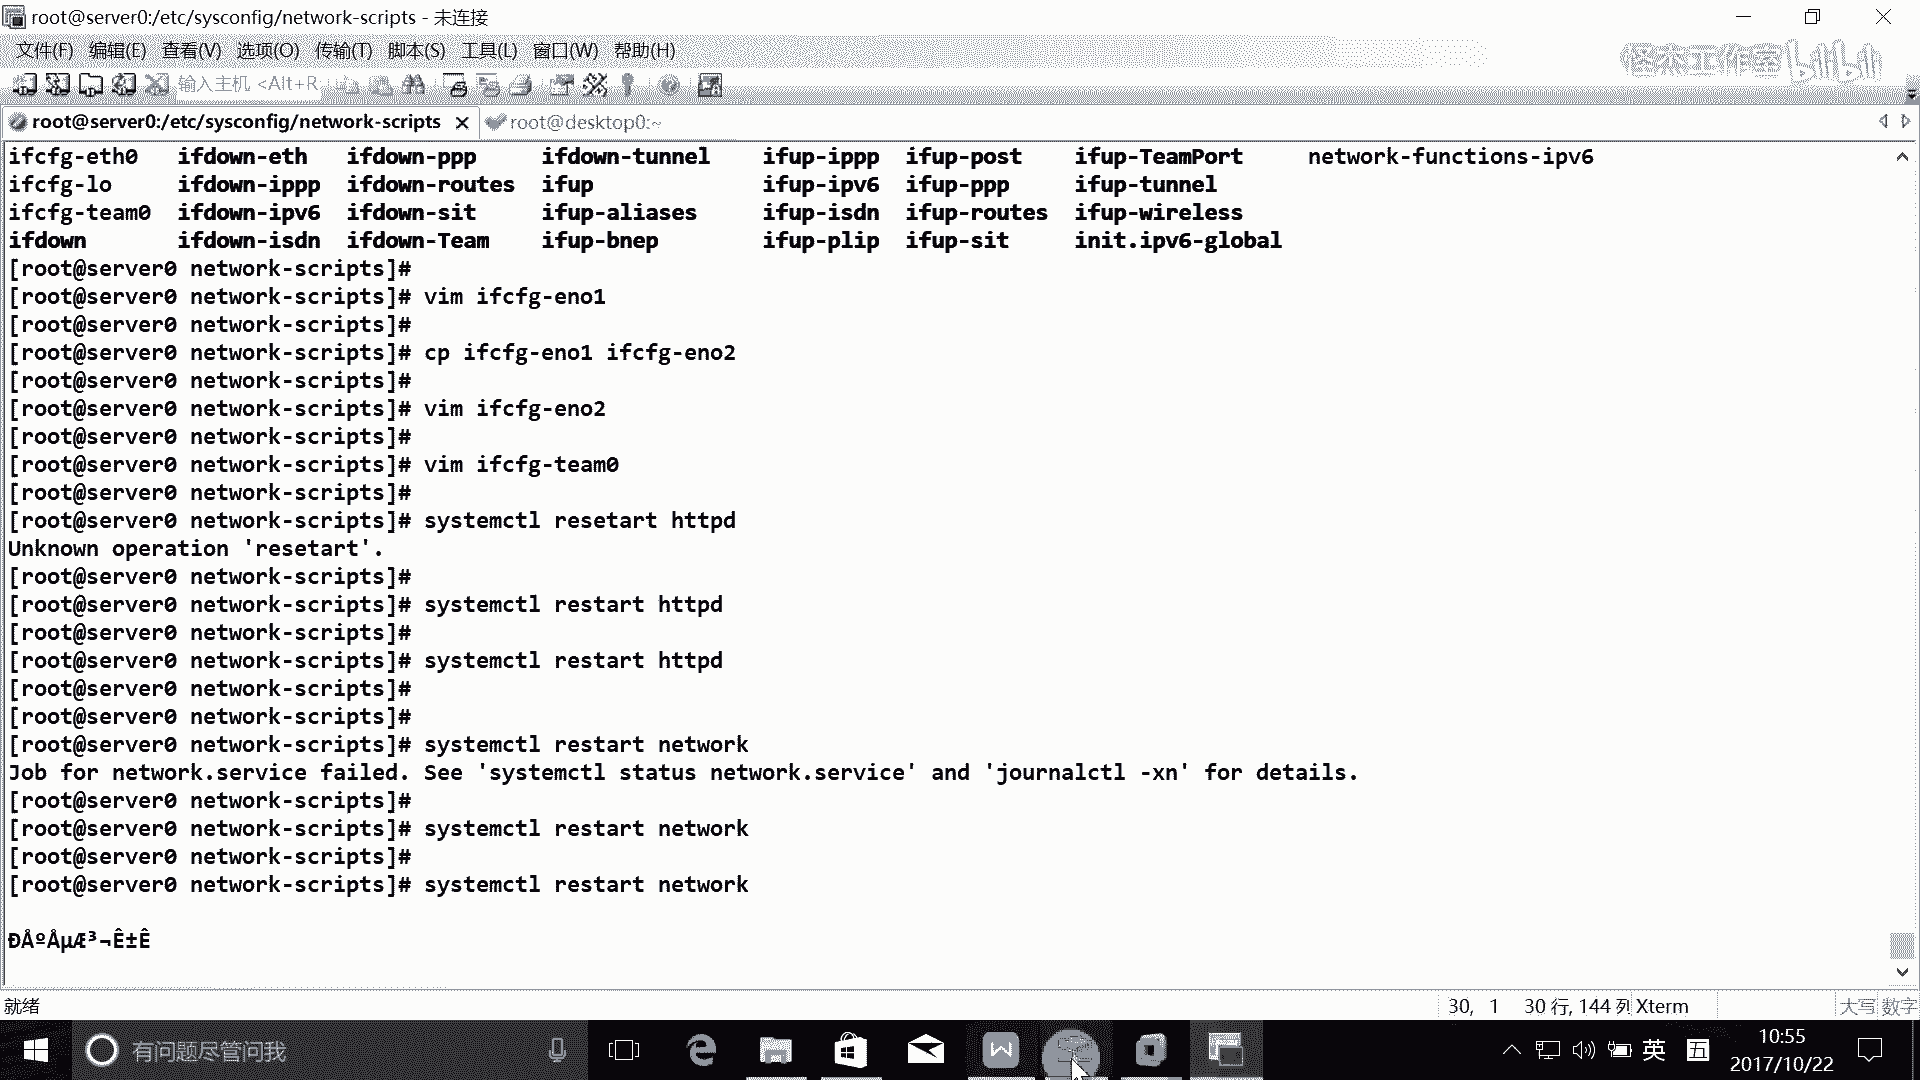 root@server0:/etc/sysconfig/network-scripts - 未连接
文件(F) 编辑(E) 查看(V) 选项(O) 传输(T) 脚本(S) 工具(L) 窗口(W) 帮助(H)
输入主机 <Alt+R
怪杰工作室 bilibili
root@server0:/etc/sysconfig/network-scripts root@desktop0:~
ifcfg-eth0 ifdown-eth ifdown-ppp ifdown-tunnel ifup-ippp ifup-post ifup-TeamPort network-functions-ipv6
ifcfg-lo ifdown-ippp ifdown-routes ifup ifup-ipv6 ifup-ppp ifup-tunnel
ifcfg-team0 ifdown-ipv6 ifdown-sit ifup-aliases ifup-isdn ifup-routes ifup-wireless
ifdown ifdown-isdn ifdown-Team ifup-bnep ifup-plip ifup-sit init.ipv6-global
[root@server0 network-scripts]#
[root@server0 network-scripts]# vim ifcfg-eno1
[root@server0 network-scripts]#
[root@server0 network-scripts]# cp ifcfg-eno1 ifcfg-eno2
[root@server0 network-scripts]#
[root@server0 network-scripts]# vim ifcfg-eno2
[root@server0 network-scripts]#
[root@server0 network-scripts]# vim ifcfg-team0
[root@server0 network-scripts]#
[root@server0 network-scripts]# systemctl resetart httpd
Unknown operation 'resetart'.
[root@server0 network-scripts]#
[root@server0 network-scripts]# systemctl restart httpd
[root@server0 network-scripts]#
[root@server0 network-scripts]# systemctl restart httpd
[root@server0 network-scripts]#
[root@server0 network-scripts]#
[root@server0 network-scripts]# systemctl restart network
Job for network.service failed. See 'systemctl status network.service' and 'journalctl -xn' for details.
[root@server0 network-scripts]#
[root@server0 network-scripts]# systemctl restart network
[root@server0 network-scripts]#
[root@server0 network-scripts]# systemctl restart network
ÐÅºÅµÆ³¬Ê±Ê
就绪 30, 1 30 行, 144 列 Xterm 大写 数字
有问题尽管问我
英 五
10:55
2017/10/22